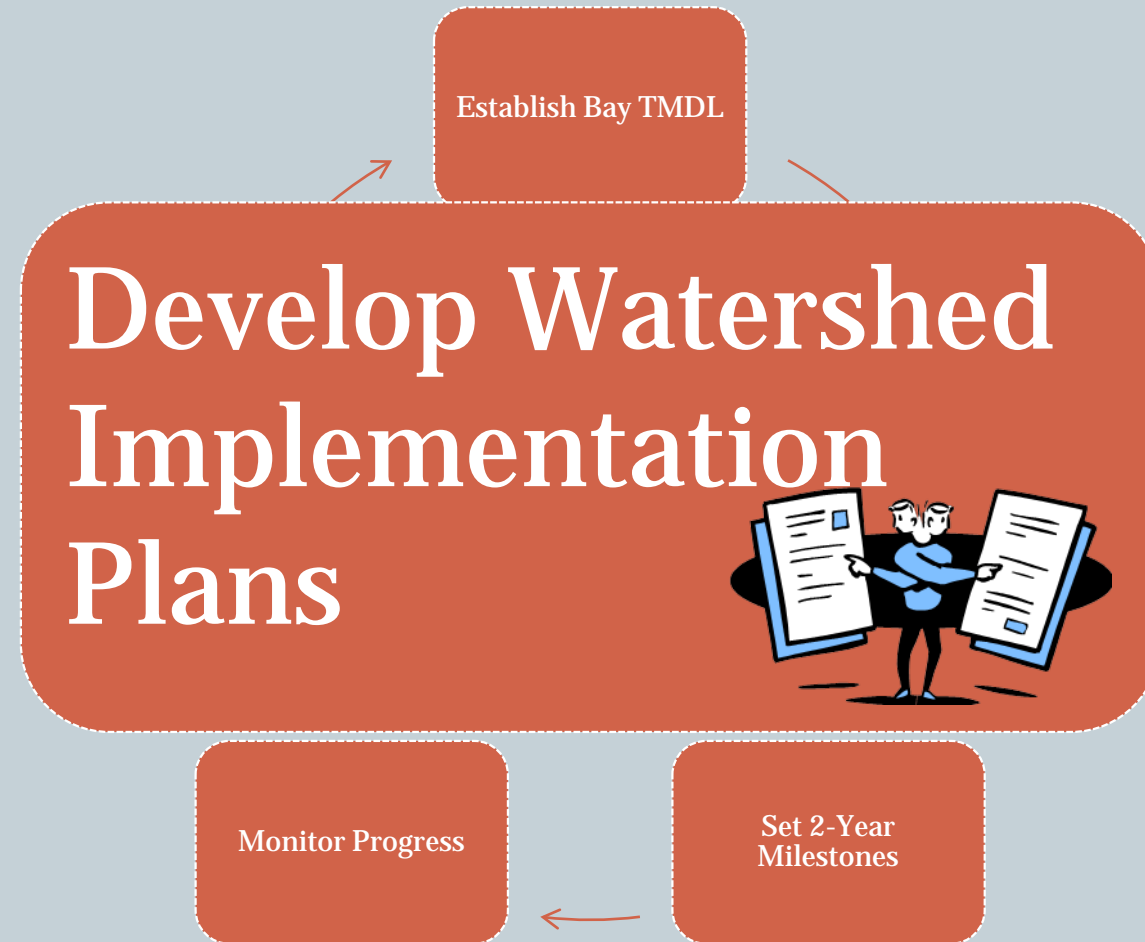 Establish Bay TMDL
Develop Watershed
Implementation
Plans
Monitor Progress
Set 2-Year
Milestones